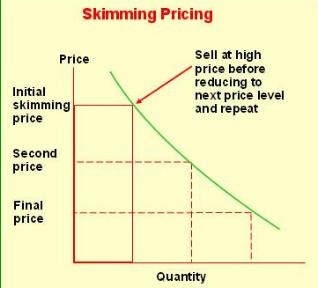 Skimming Pricing
Price
Sell at high
price before
reducing to
next price level
and repeat
Initial
skimming
price
Second
price
Final
price
Quantity